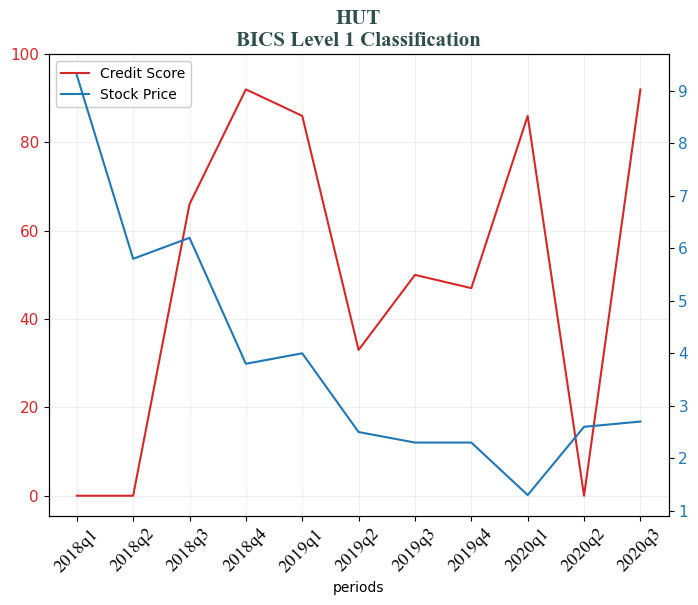 HUT
BICS Level 1 Classification
Credit Score
Stock Price
100
80
60
40
20
0
9
8
7
6
5
4
3
2
1
2018q1
2018q2
2018q3
2018q4
2019q1
2019q2
2019q3
2019q4
2020q1
2020q2
2020q3
periods